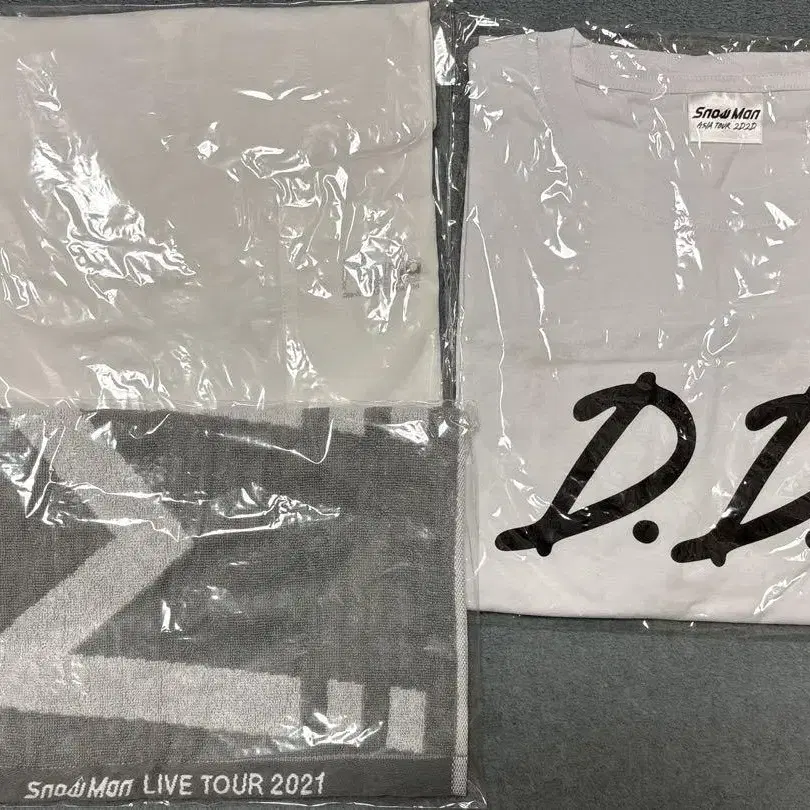 Snow Man
ASIA TOUR 2D2D
D.D.
Snow Man LIVE TOUR 2021